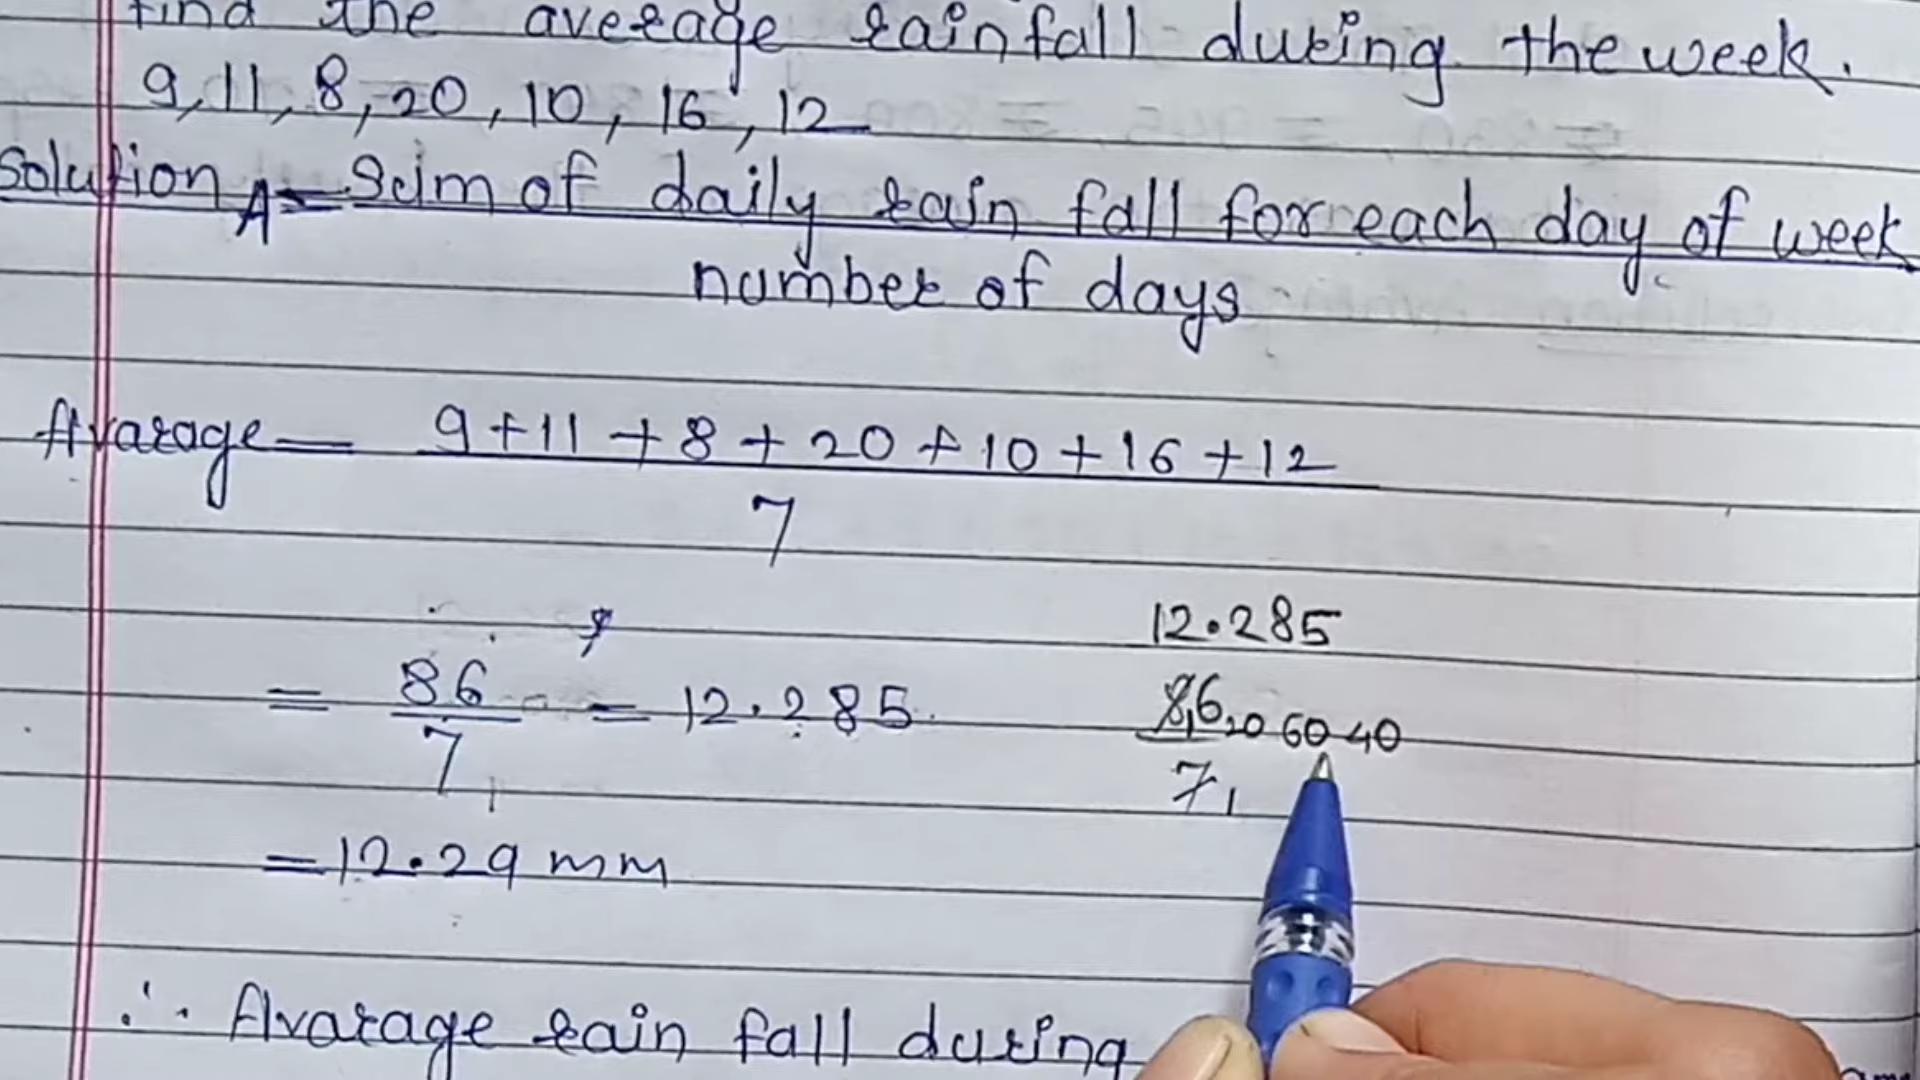 find the average rainfall during the week.
9, 11, 8, 20, 10, 16, 12
Solution A = Sum of daily rain fall for each day of week
number of days
Avarage = 9 + 11 + 8 + 20 + 10 + 16 + 12
7
12.285
= 86 = 12.285 86 20 60 40
7 7
= 12.29 mm
∴ Avarage rain fall during